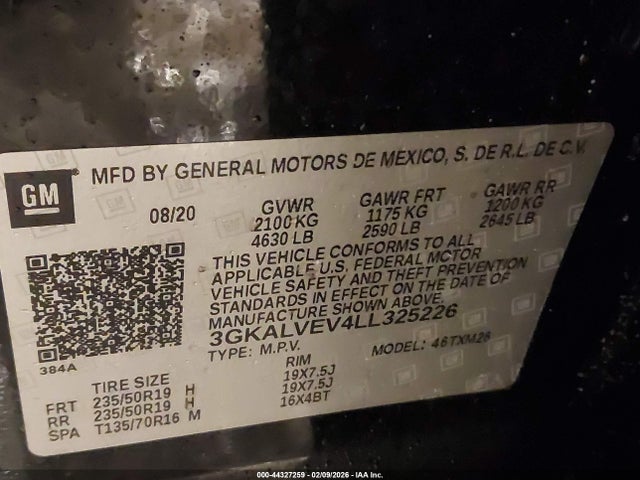 GM
MFD BY GENERAL MOTORS DE MEXICO, S. DE R.L. DE C.V.
08/20
GVWR
2100 KG
4630 LB
GAWR FRT
1175 KG
2590 LB
GAWR RR
1200 KG
2645 LB
THIS VEHICLE CONFORMS TO ALL
APPLICABLE U.S. FEDERAL MOTOR
VEHICLE SAFETY AND THEFT PREVENTION
STANDARDS IN EFFECT ON THE DATE OF
MANUFACTURE SHOWN ABOVE.
3GKALVEV4LL325226
TYPE: M.P.V. MODEL: 46TXM26
384A
TIRE SIZE RIM
FRT 235/50R19 H 19X7.5J
RR 235/50R19 H 19X7.5J
SPA T135/70R16 M 16X4BT
000-44327259 - 02/09/2026 - IAA Inc.